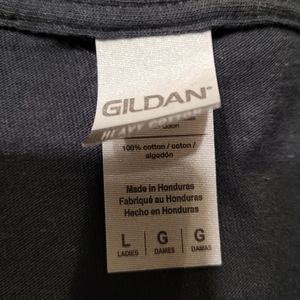 GILDAN
HEAVY COTTON
100% cotton / coton /
algodón
Made in Honduras
Fabriqué au Honduras
Hecho en Honduras
L G G
LADIES DAMES DAMAS